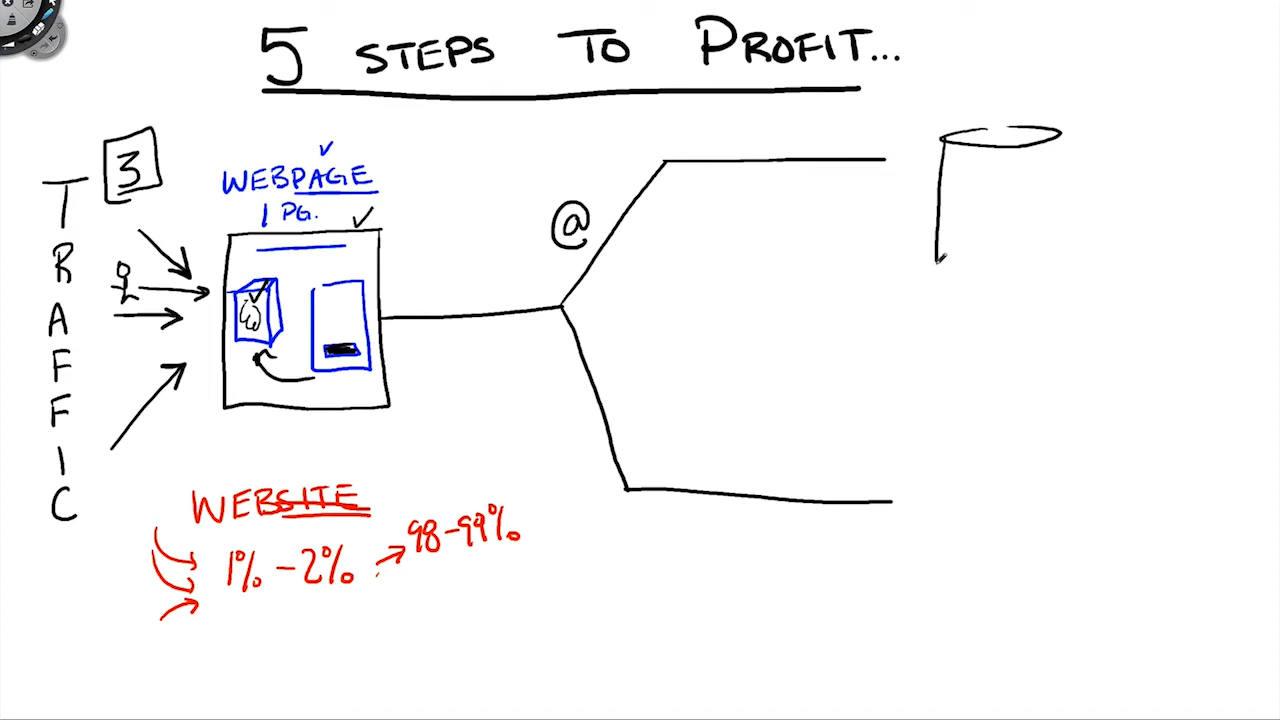 5 STEPS TO PROFIT...
3
TRAFFIC
WEBPAGE
1 PG.
@
WEBSITE
1% - 2% → 98-99%